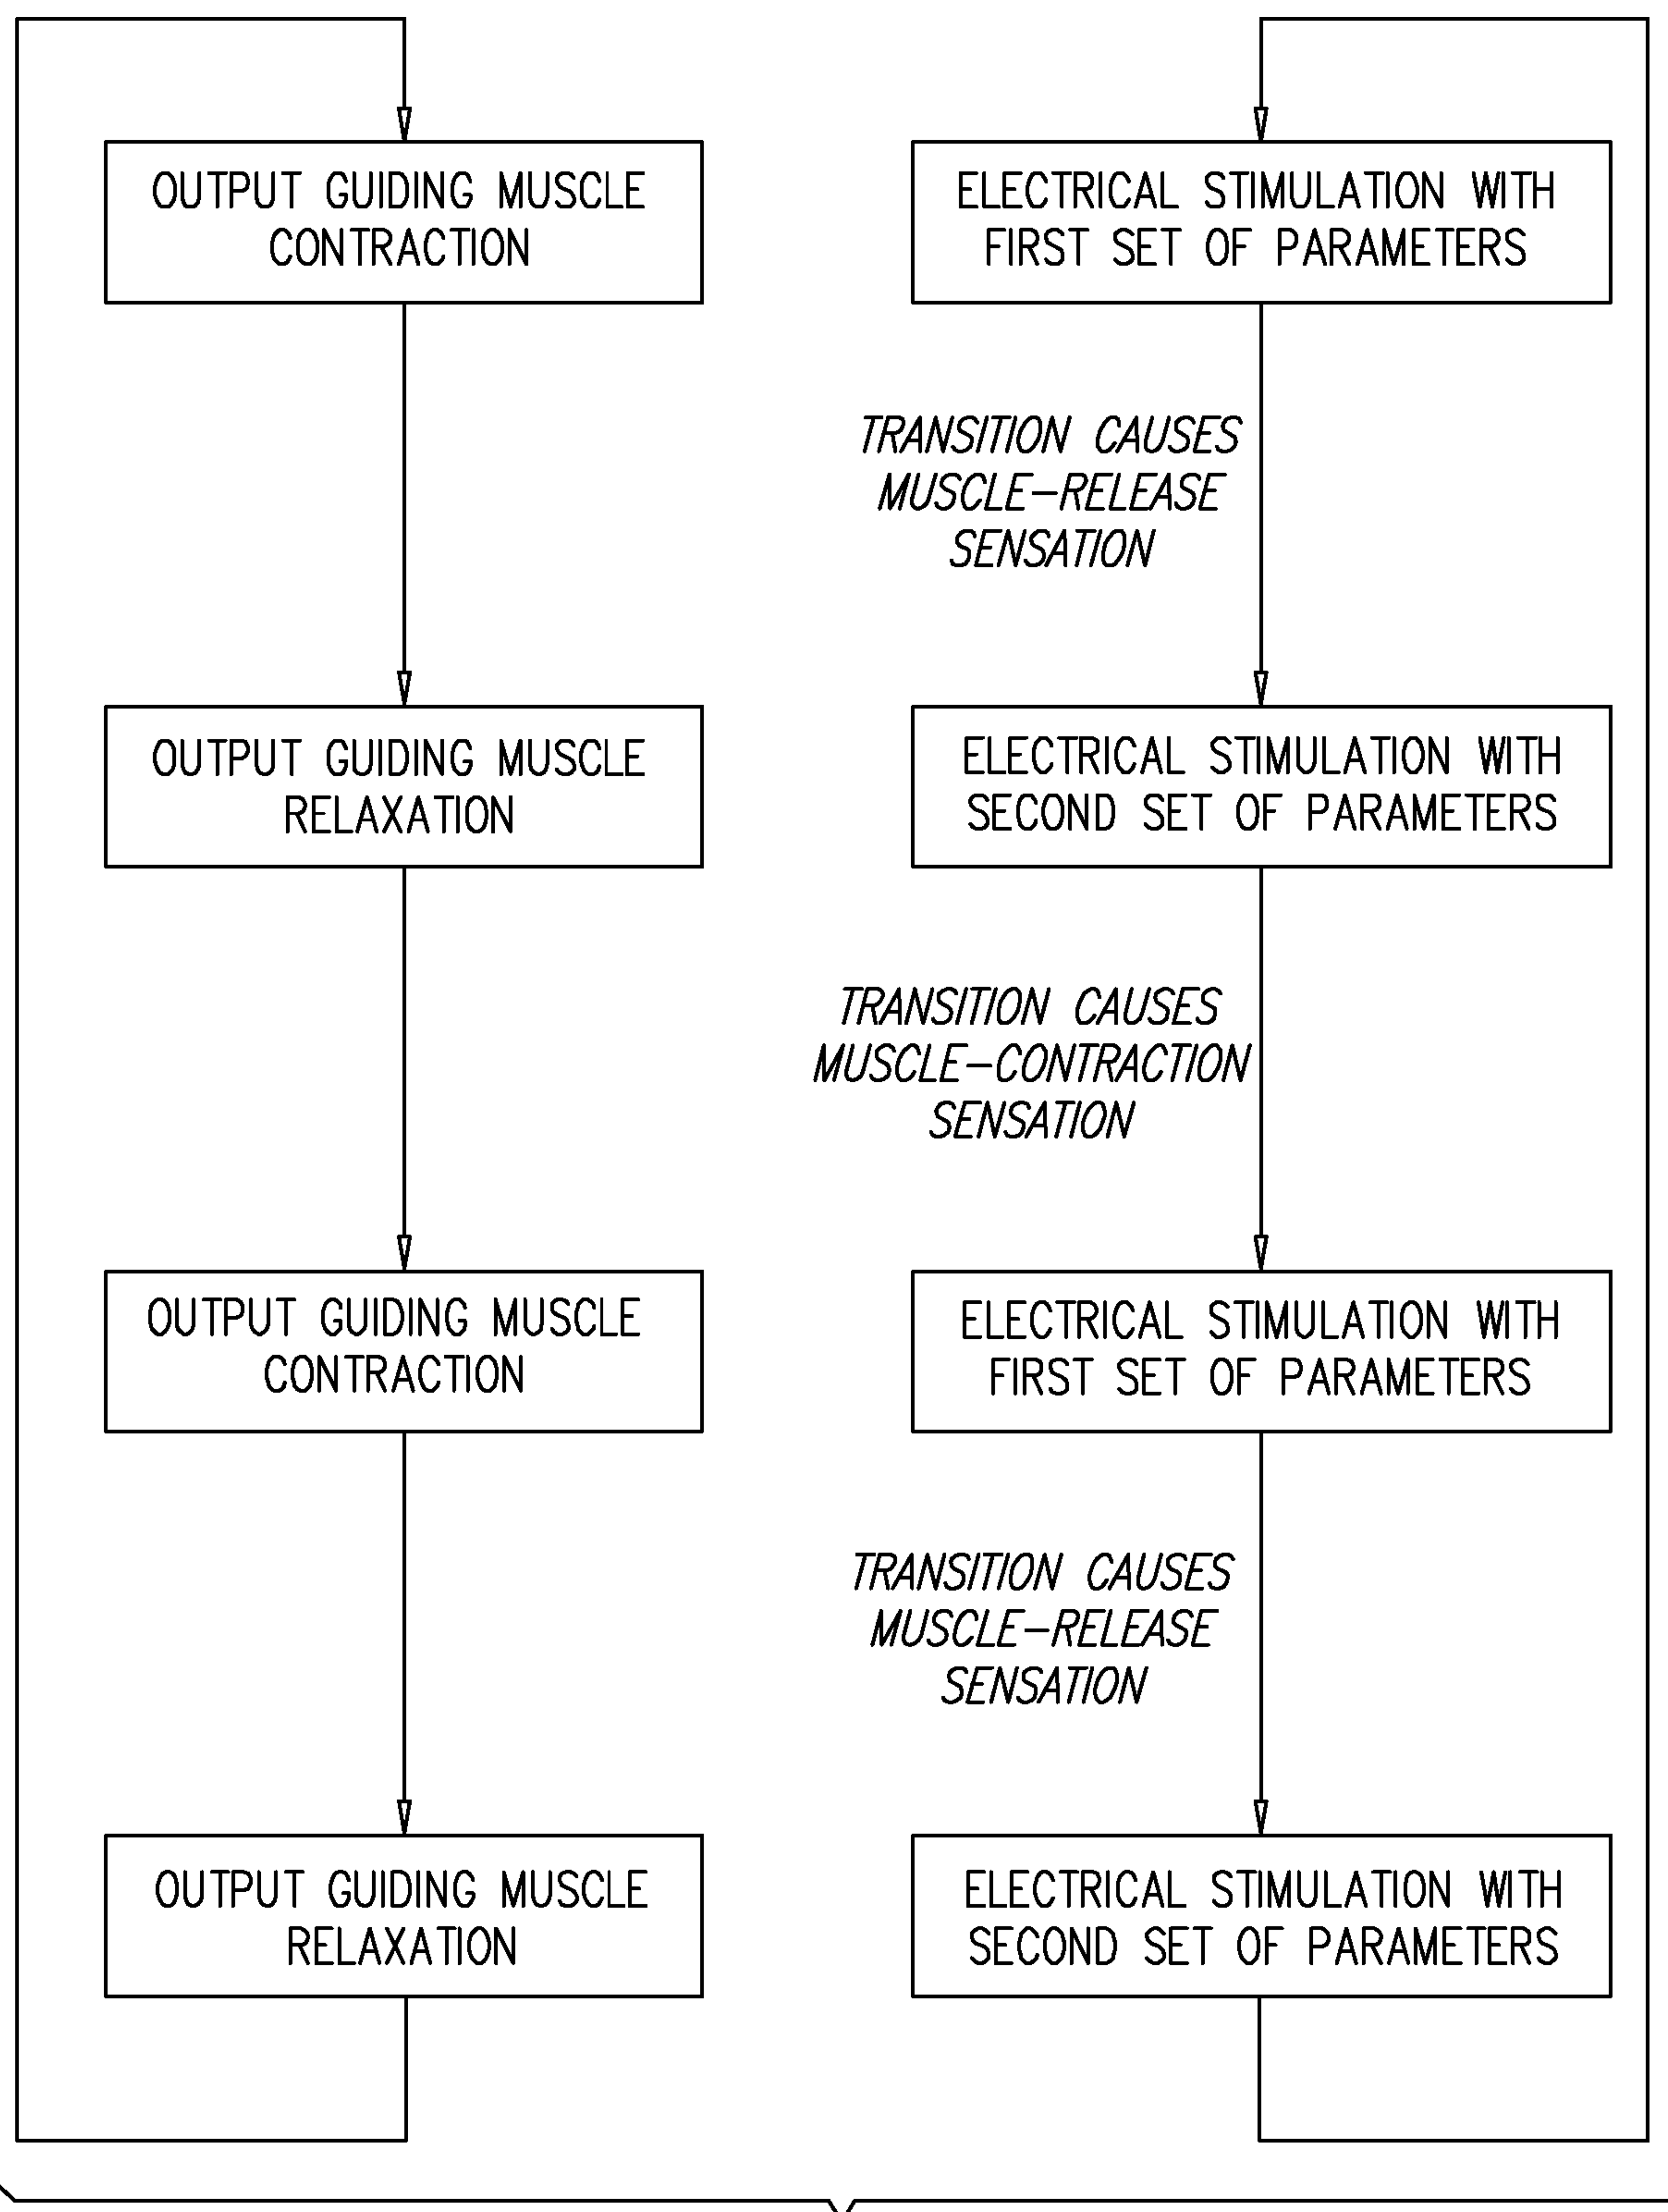 OUTPUT GUIDING MUSCLE
CONTRACTION
OUTPUT GUIDING MUSCLE
RELAXATION
OUTPUT GUIDING MUSCLE
CONTRACTION
OUTPUT GUIDING MUSCLE
RELAXATION
ELECTRICAL STIMULATION WITH
FIRST SET OF PARAMETERS
TRANSITION CAUSES
MUSCLE-RELEASE
SENSATION
ELECTRICAL STIMULATION WITH
SECOND SET OF PARAMETERS
TRANSITION CAUSES
MUSCLE-CONTRACTION
SENSATION
ELECTRICAL STIMULATION WITH
FIRST SET OF PARAMETERS
TRANSITION CAUSES
MUSCLE-RELEASE
SENSATION
ELECTRICAL STIMULATION WITH
SECOND SET OF PARAMETERS